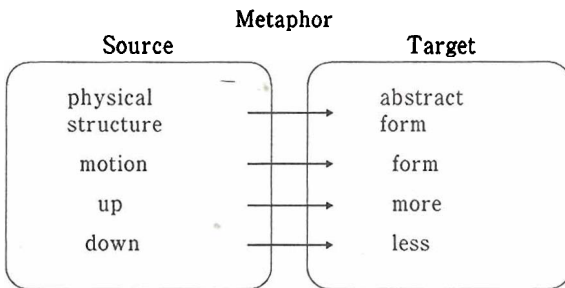 Metaphor
Source Target
physical abstract
structure form
motion form
up more
down less